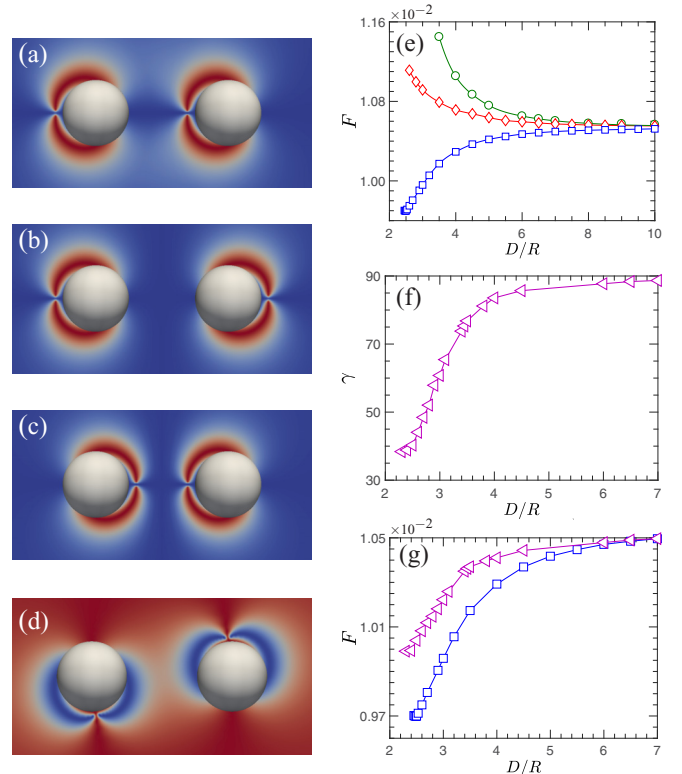 (a)
(b)
(c)
(d)
×10⁻²
(e)
1.16
1.08
1.00
F
2 4 6 8 10
D/R
(f)
90
70
50
30
γ
2 3 4 5 6 7
D/R
×10⁻²
(g)
1.05
1.01
0.97
F
2 3 4 5 6 7
D/R